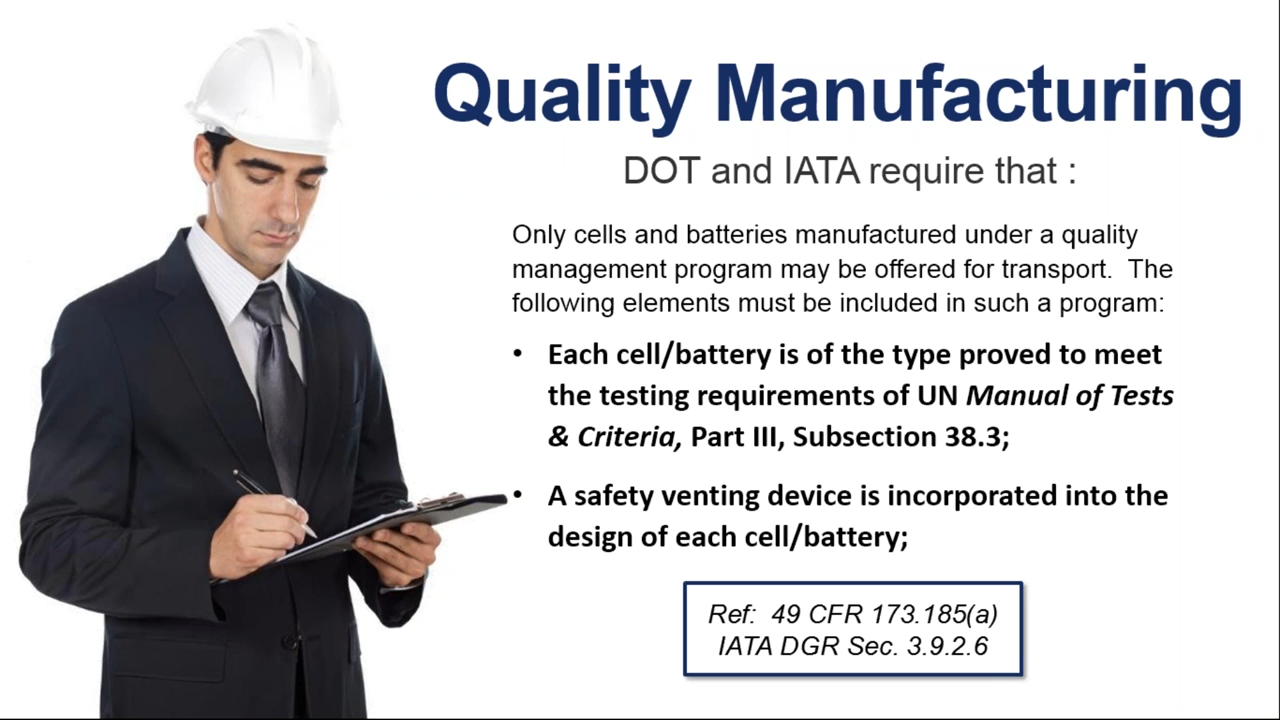 Quality Manufacturing
DOT and IATA require that :
Only cells and batteries manufactured under a quality
management program may be offered for transport.  The
following elements must be included in such a program:
• Each cell/battery is of the type proved to meet
the testing requirements of UN Manual of Tests
& Criteria, Part III, Subsection 38.3;
• A safety venting device is incorporated into the
design of each cell/battery;
Ref:  49 CFR 173.185(a)
IATA DGR Sec. 3.9.2.6